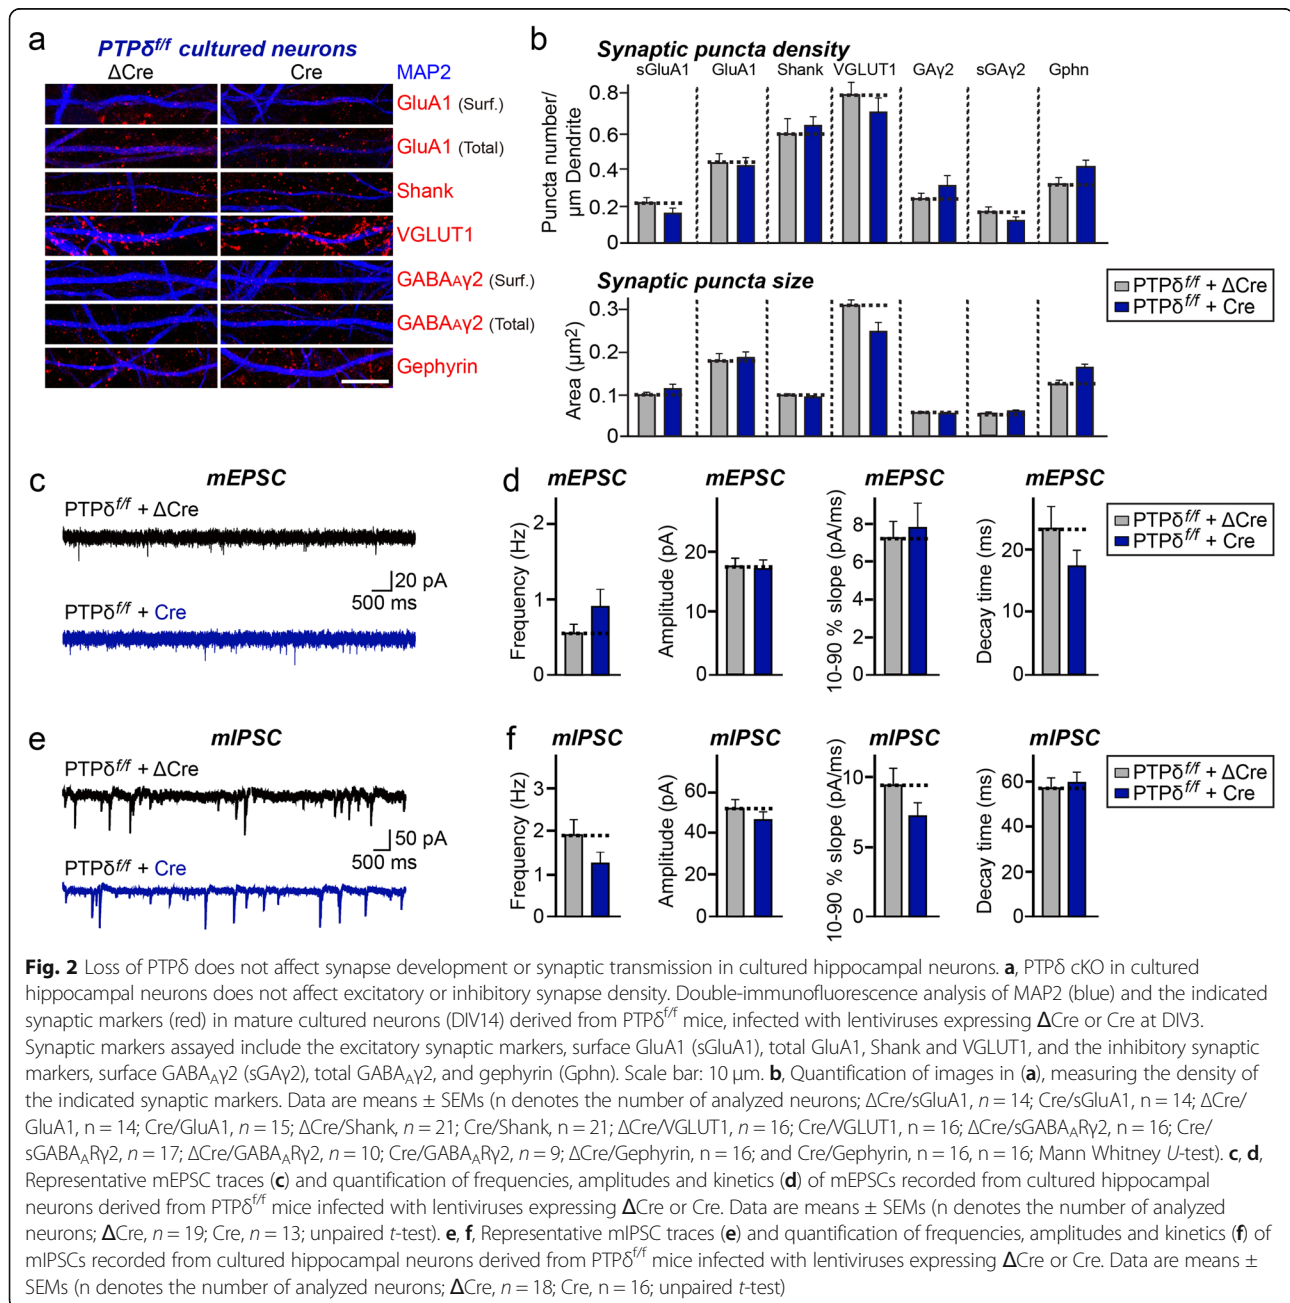 a
PTPδf/f cultured neurons
ΔCre Cre MAP2
GluA1 (Surf.)
GluA1 (Total)
Shank
VGLUT1
GABAAγ2 (Surf.)
GABAAγ2 (Total)
Gephyrin
b
Synaptic puncta density
sGluA1 GluA1 Shank VGLUT1 GAγ2 sGAγ2 Gphn
Puncta number/
µm Dendrite
0.8
0.6
0.4
0.2
0
Synaptic puncta size
Area (µm²)
0.3
0.2
0.1
0
PTPδf/f + ΔCre
PTPδf/f + Cre
c
mEPSC
PTPδf/f + ΔCre
20 pA
500 ms
PTPδf/f + Cre
d
mEPSC mEPSC mEPSC mEPSC
Frequency (Hz)
2
1
0
Amplitude (pA)
20
10
0
10-90 % slope (pA/ms)
8
6
4
2
0
Decay time (ms)
20
10
0
PTPδf/f + ΔCre
PTPδf/f + Cre
e
mIPSC
PTPδf/f + ΔCre
50 pA
500 ms
PTPδf/f + Cre
f
mIPSC mIPSC mIPSC mIPSC
Frequency (Hz)
3
2
1
0
Amplitude (pA)
60
40
20
0
10-90 % slope (pA/ms)
10
5
0
Decay time (ms)
60
40
20
0
PTPδf/f + ΔCre
PTPδf/f + Cre
Fig. 2 Loss of PTPδ does not affect synapse development or synaptic transmission in cultured hippocampal neurons. a, PTPδ cKO in cultured
hippocampal neurons does not affect excitatory or inhibitory synapse density. Double-immunofluorescence analysis of MAP2 (blue) and the indicated
synaptic markers (red) in mature cultured neurons (DIV14) derived from PTPδf/f mice, infected with lentiviruses expressing ΔCre or Cre at DIV3.
Synaptic markers assayed include the excitatory synaptic markers, surface GluA1 (sGluA1), total GluA1, Shank and VGLUT1, and the inhibitory synaptic
markers, surface GABAAγ2 (sGAγ2), total GABAAγ2, and gephyrin (Gphn). Scale bar: 10 µm. b, Quantification of images in (a), measuring the density of
the indicated synaptic markers. Data are means ± SEMs (n denotes the number of analyzed neurons; ΔCre/sGluA1, n = 14; Cre/sGluA1, n = 14; ΔCre/
GluA1, n = 14; Cre/GluA1, n = 15; ΔCre/Shank, n = 21; Cre/Shank, n = 21; ΔCre/VGLUT1, n = 16; Cre/VGLUT1, n = 16; ΔCre/sGABAARγ2, n = 16; Cre/
sGABAARγ2, n = 17; ΔCre/GABAARγ2, n = 10; Cre/GABAARγ2, n = 9; ΔCre/Gephyrin, n = 16; and Cre/Gephyrin, n = 16, n = 16; Mann Whitney U-test). c, d,
Representative mEPSC traces (c) and quantification of frequencies, amplitudes and kinetics (d) of mEPSCs recorded from cultured hippocampal
neurons derived from PTPδf/f mice infected with lentiviruses expressing ΔCre or Cre. Data are means ± SEMs (n denotes the number of analyzed
neurons; ΔCre, n = 19; Cre, n = 13; unpaired t-test). e, f, Representative mIPSC traces (e) and quantification of frequencies, amplitudes and kinetics (f) of
mIPSCs recorded from cultured hippocampal neurons derived from PTPδf/f mice infected with lentiviruses expressing ΔCre or Cre. Data are means ±
SEMs (n denotes the number of analyzed neurons; ΔCre, n = 18; Cre, n = 16; unpaired t-test)